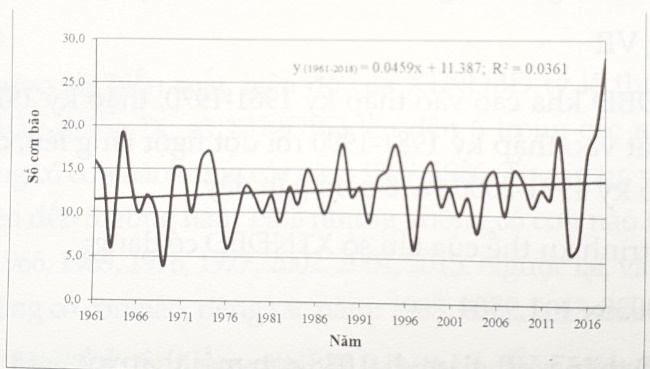 30,0
y (1961-2018) = 0.0459x + 11.387; R² = 0.0361
25,0
20,0
15,0
10,0
5,0
0,0
Số cơn bão
1961 1966 1971 1976 1981 1986 1991 1996 2001 2006 2011 2016
Năm